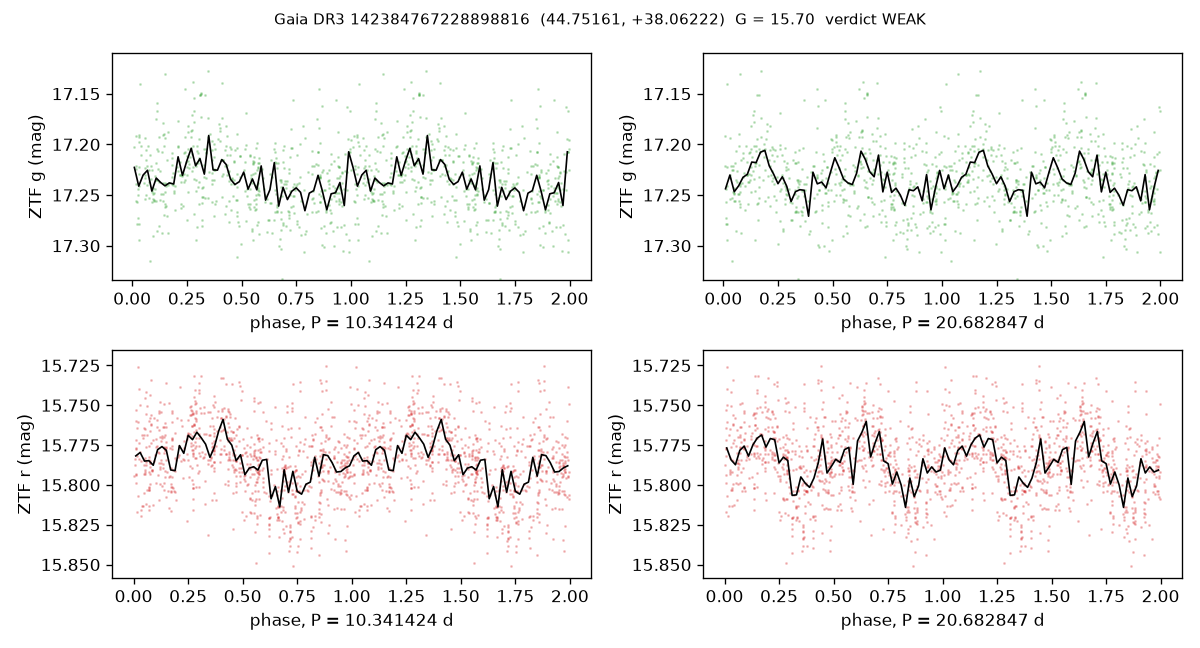 Gaia DR3 142384767228898816  (44.75161, +38.06222)  G = 15.70  verdict WEAK
ZTF g (mag)
17.15
17.20
17.25
17.30
0.00 0.25 0.50 0.75 1.00 1.25 1.50 1.75 2.00
phase, P = 10.341424 d
ZTF g (mag)
17.15
17.20
17.25
17.30
0.00 0.25 0.50 0.75 1.00 1.25 1.50 1.75 2.00
phase, P = 20.682847 d
ZTF r (mag)
15.725
15.750
15.775
15.800
15.825
15.850
0.00 0.25 0.50 0.75 1.00 1.25 1.50 1.75 2.00
phase, P = 10.341424 d
ZTF r (mag)
15.725
15.750
15.775
15.800
15.825
15.850
0.00 0.25 0.50 0.75 1.00 1.25 1.50 1.75 2.00
phase, P = 20.682847 d